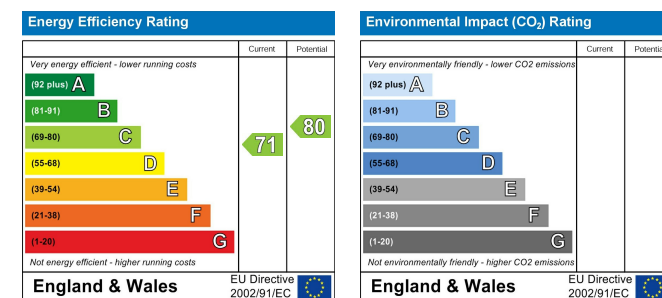 Energy Efficiency Rating
Current Potential
Very energy efficient - lower running costs
(92 plus) A
(81-91) B
(69-80) C
(55-68) D
(39-54) E
(21-38) F
(1-20) G
71
80
Not energy efficient - higher running costs
England & Wales
EU Directive
2002/91/EC
Environmental Impact (CO₂) Rating
Current Potential
Very environmentally friendly - lower CO2 emissions
(92 plus) A
(81-91) B
(69-80) C
(55-68) D
(39-54) E
(21-38) F
(1-20) G
Not environmentally friendly - higher CO2 emissions
England & Wales
EU Directive
2002/91/EC